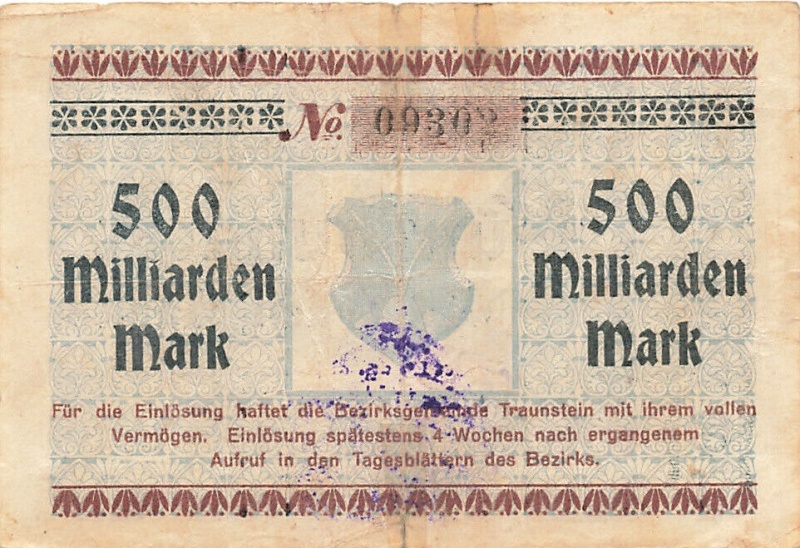 No. 09302
500
Milliarden
Mark
500
Milliarden
Mark
Für die Einlösung haftet die Bezirksgemeinde Traunstein mit ihrem vollen
Vermögen. Einlösung spätestens 4 Wochen nach ergangenem
Aufruf in den Tagesblättern des Bezirks.